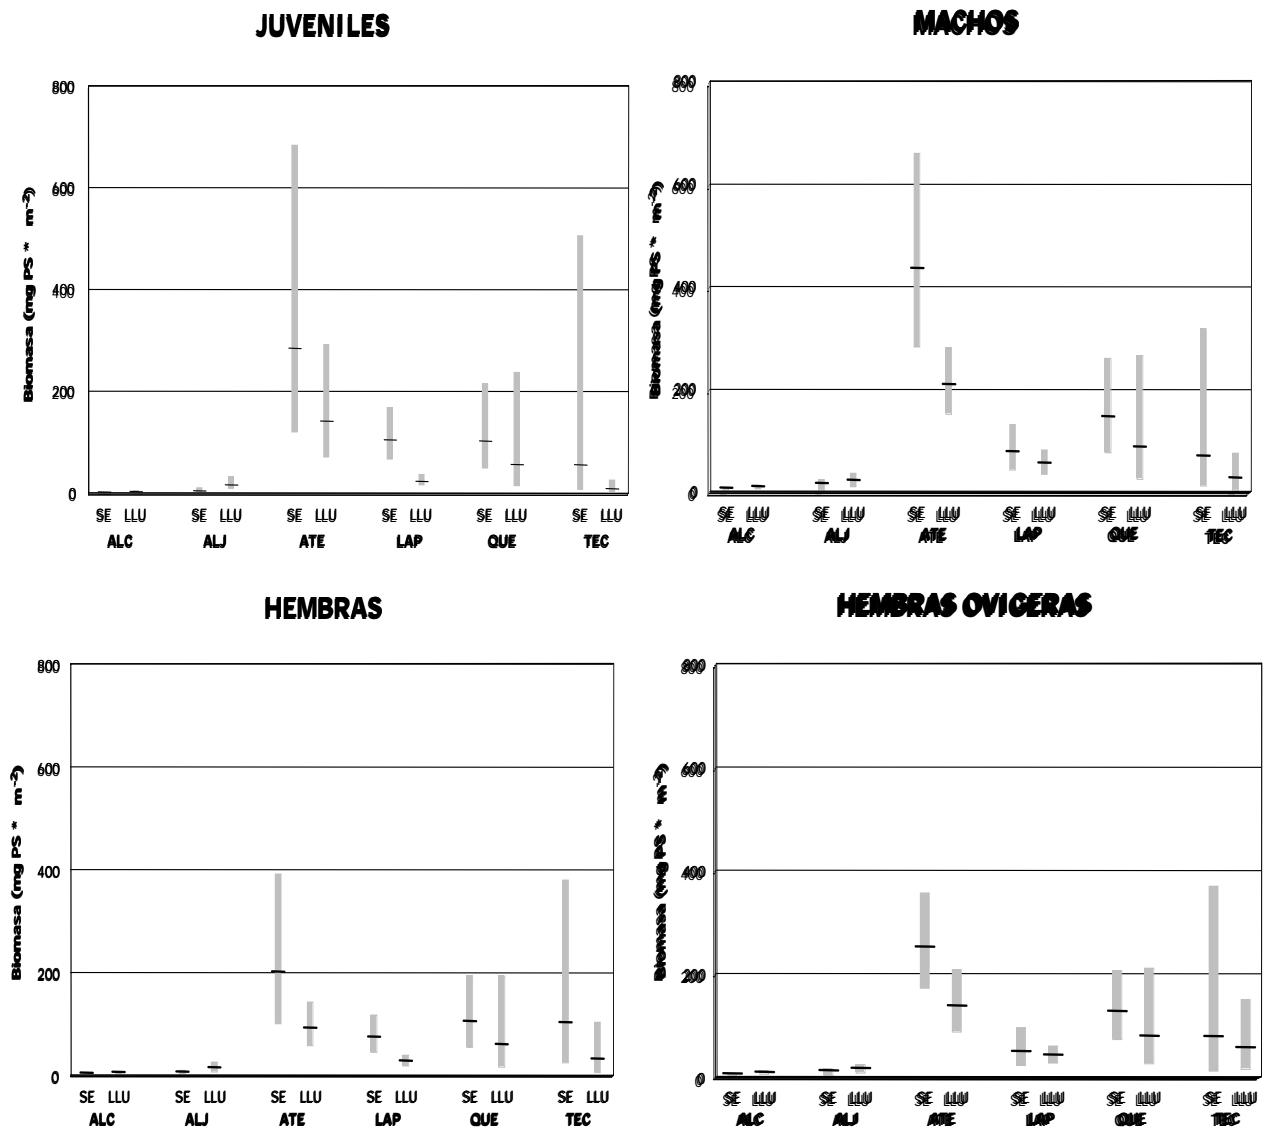 JUVENILES
800
600
400
200
0
Biomasa (mg PS * m⁻²)
SE LLU SE LLU SE LLU SE LLU SE LLU SE LLU
ALC ALJ ATE LAP QUE TEC
MACHOS
800
600
400
200
0
Biomasa (mg PS * m⁻²)
SE LLU SE LLU SE LLU SE LLU SE LLU SE LLU
ALC ALJ ATE LAP QUE TEC
HEMBRAS
800
600
400
200
0
Biomasa (mg PS * m⁻²)
SE LLU SE LLU SE LLU SE LLU SE LLU SE LLU
ALC ALJ ATE LAP QUE TEC
HEMBRAS OVIGERAS
800
600
400
200
0
Biomasa (mg PS * m⁻²)
SE LLU SE LLU SE LLU SE LLU SE LLU SE LLU
ALC ALJ ATE LAP QUE TEC